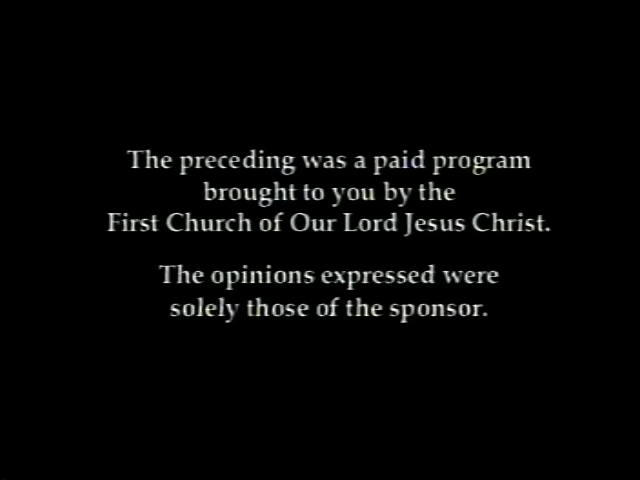 The preceding was a paid program
brought to you by the
First Church of Our Lord Jesus Christ.
The opinions expressed were
solely those of the sponsor.